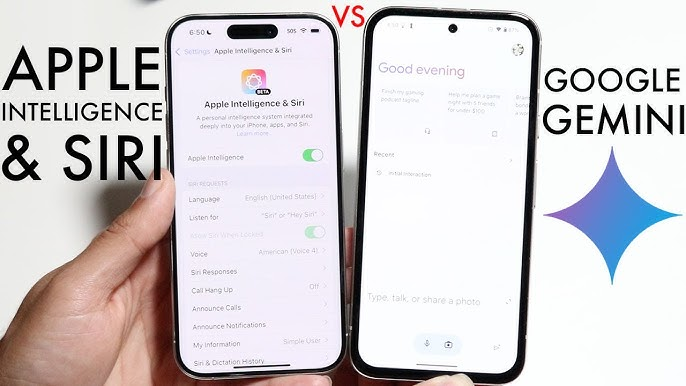 APPLE
INTELLIGENCE
& SIRI
VS
GOOGLE
GEMINI
6:50
SOS
Settings Apple Intelligence & Siri
BETA
Apple Intelligence & Siri
A personal intelligence system integrated
deeply into your iPhone, apps, and Siri.
Learn more...
Apple Intelligence
SIRI REQUESTS
Language English (United States)
Listen for "Siri" or "Hey Siri"
Allow Siri When Locked
Voice American (Voice 4)
Siri Responses
Call Hang Up Off
Announce Calls
Announce Notifications
My Information Simple User
Siri & Dictation History
6:50
Good evening
Finish my gaming
podcast tagline
Help me plan a game
night with 5 friends
for under $100
Recent
Initial Interaction
Type, talk, or share a photo